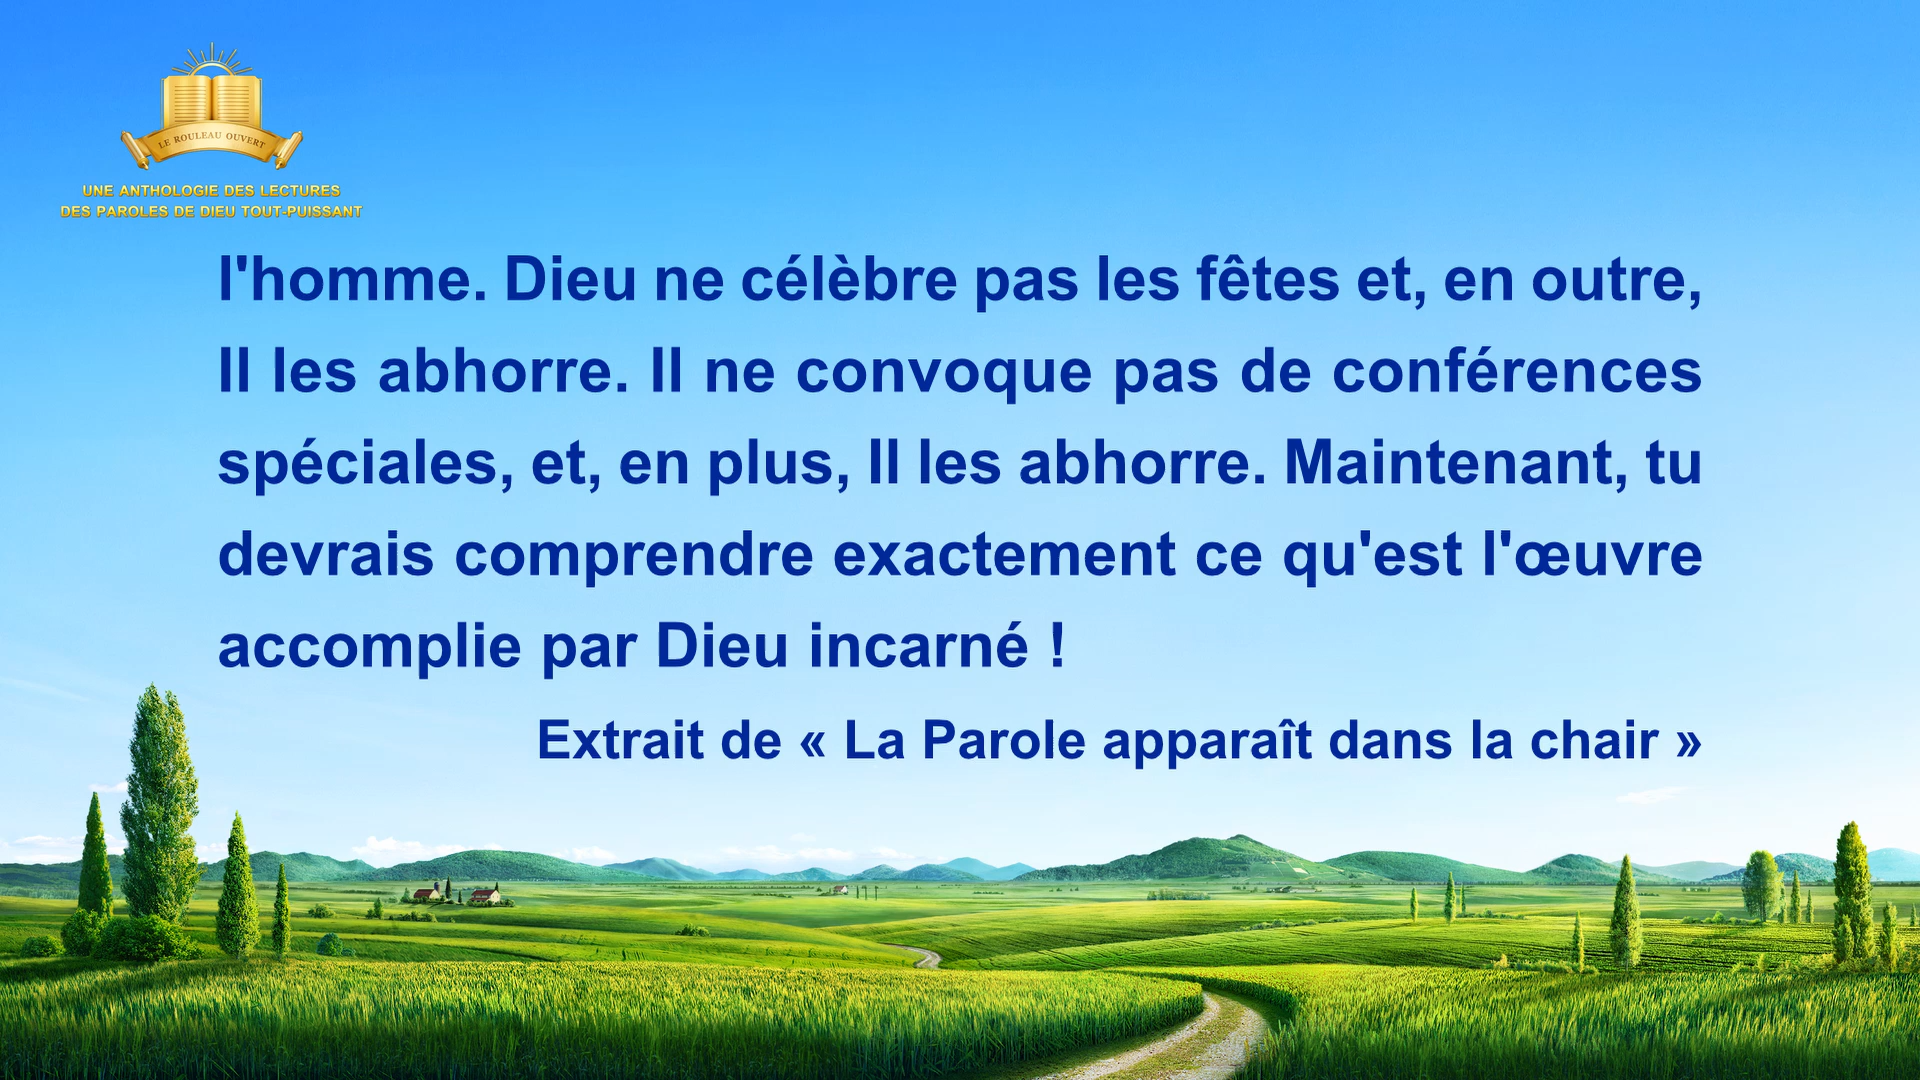 LE ROULEAU OUVERT
UNE ANTHOLOGIE DES LECTURES
DES PAROLES DE DIEU TOUT-PUISSANT
l'homme. Dieu ne célèbre pas les fêtes et, en outre,
Il les abhorre. Il ne convoque pas de conférences
spéciales, et, en plus, Il les abhorre. Maintenant, tu
devrais comprendre exactement ce qu'est l'œuvre
accomplie par Dieu incarné !
Extrait de « La Parole apparaît dans la chair »